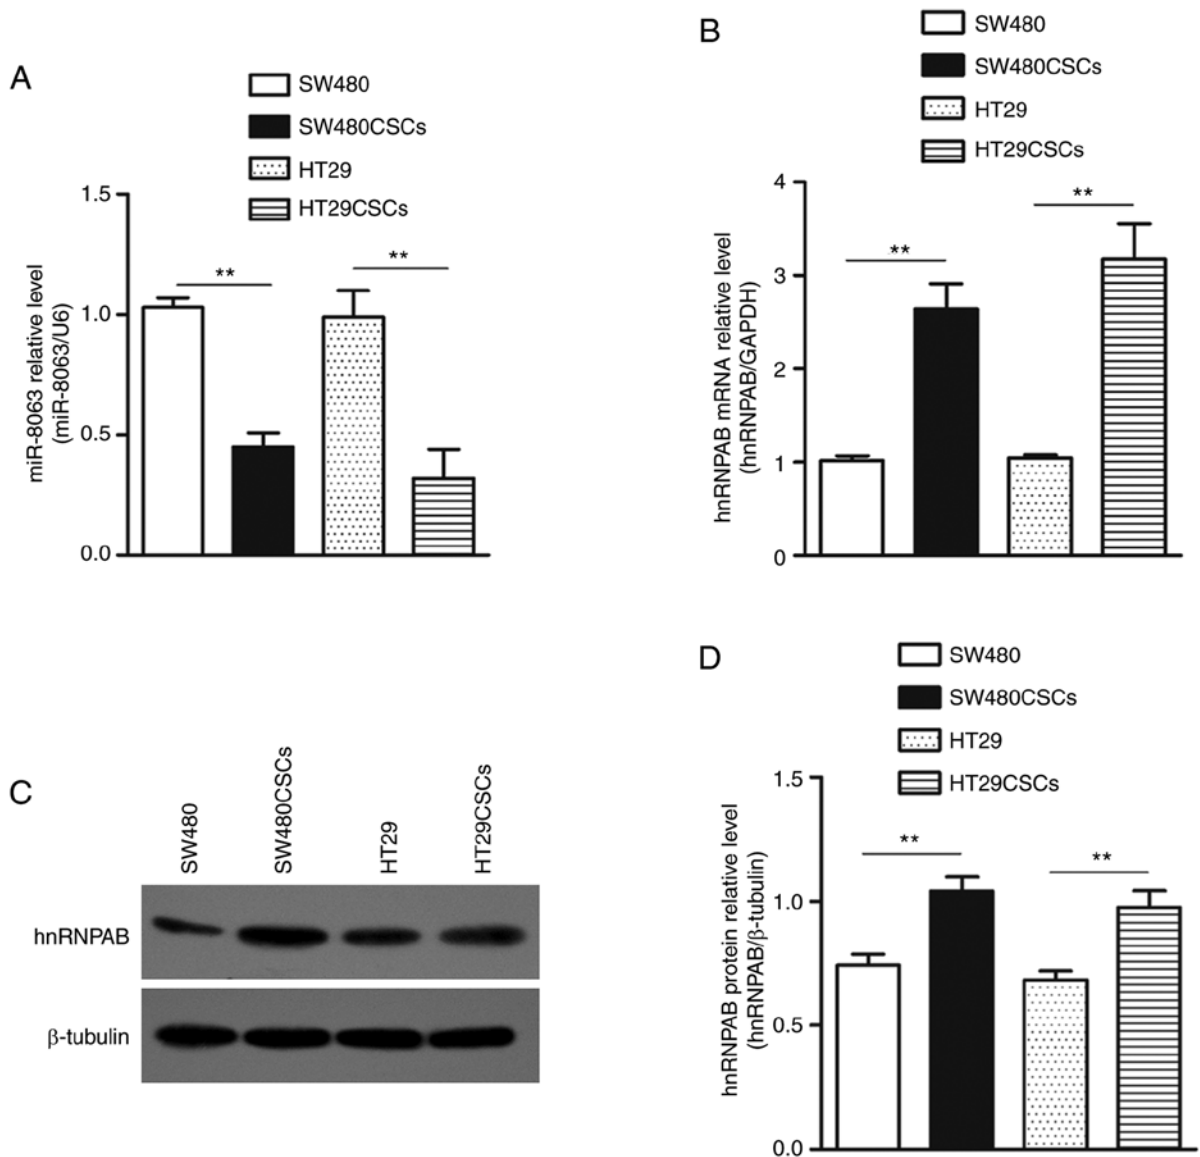 A
SW480
SW480CSCs
HT29
HT29CSCs
miR-8063 relative level
(miR-8063/U6)
1.5
1.0
0.5
0.0
**
**
B
SW480
SW480CSCs
HT29
HT29CSCs
hnRNPAB mRNA relative level
(hnRNPAB/GAPDH)
4
3
2
1
0
**
**
C
SW480
SW480CSCs
HT29
HT29CSCs
hnRNPAB
β-tubulin
D
SW480
SW480CSCs
HT29
HT29CSCs
hnRNPAB protein relative level
(hnRNPAB/β-tubulin)
1.5
1.0
0.5
0.0
**
**